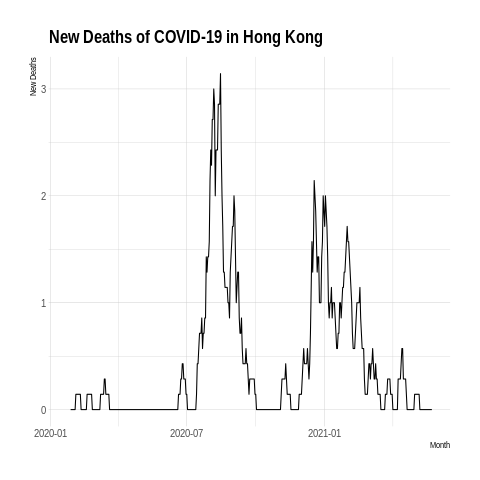 New Deaths of COVID-19 in Hong Kong
New Deaths
3
2
1
0
2020-01
2020-07
2021-01
Month